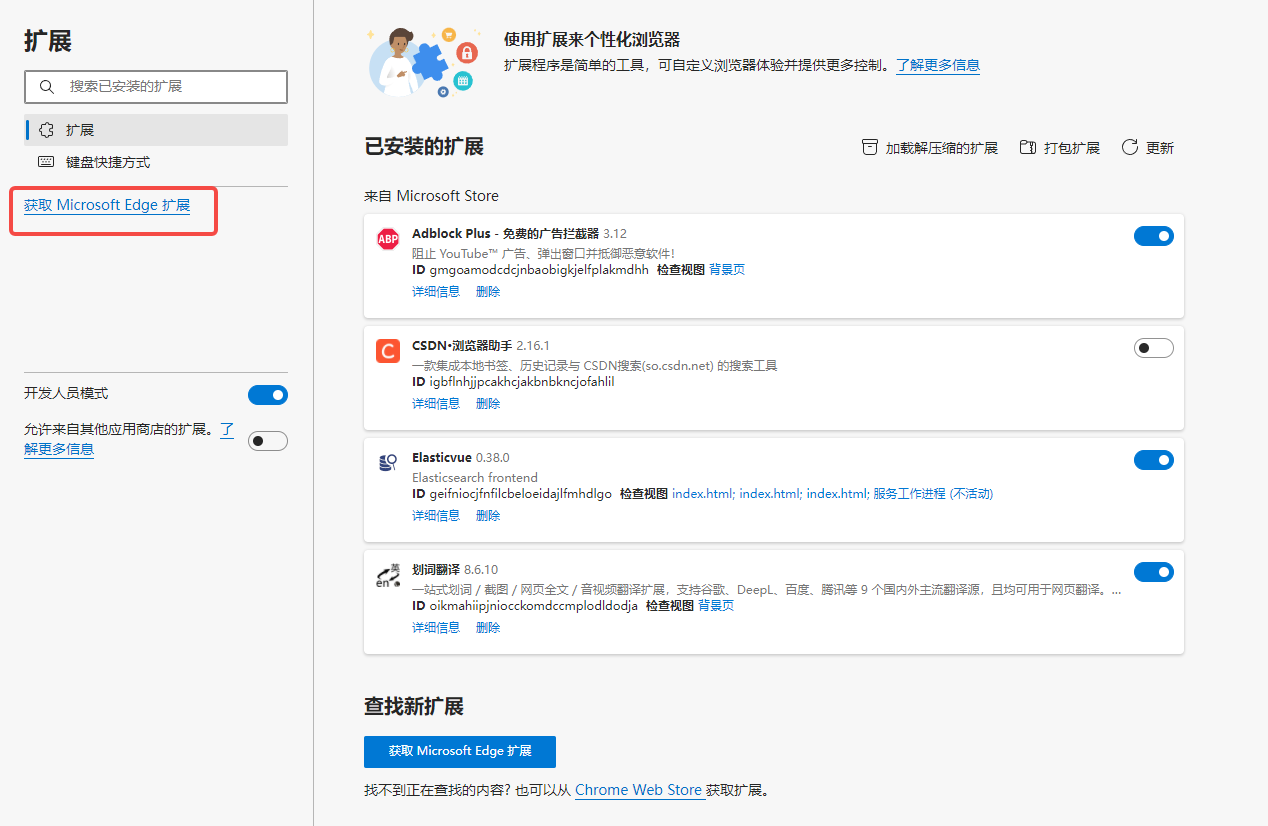 扩展
搜索已安装的扩展
扩展
键盘快捷方式
获取 Microsoft Edge 扩展
开发人员模式
允许来自其他应用商店的扩展。了
解更多信息
使用扩展来个性化浏览器
扩展程序是简单的工具，可自定义浏览器体验并提供更多控制。了解更多信息
已安装的扩展
加载解压缩的扩展 打包扩展 更新
来自 Microsoft Store
ABP
Adblock Plus - 免费的广告拦截器 3.12
阻止 YouTube™ 广告、弹出窗口并抵御恶意软件!
ID gmgoamodcdcjnbaobigkjelfplakmdhh 检查视图 背景页
详细信息 删除
C
CSDN·浏览器助手 2.16.1
一款集成本地书签、历史记录与 CSDN搜索(so.csdn.net) 的搜索工具
ID igbflnhjjpcakhcjakbnbkncjofahlil
详细信息 删除
Elasticvue 0.38.0
Elasticsearch frontend
ID geifniocjfnfilcbeloeidajlfmhdlgo 检查视图 index.html; index.html; index.html; 服务工作进程 (不活动)
详细信息 删除
英
en
划词翻译 8.6.10
一站式划词 / 截图 / 网页全文 / 音视频翻译扩展，支持谷歌、DeepL、百度、腾讯等 9 个国内外主流翻译源，且均可用于网页翻译。...
ID oikmahiipjniocckomdccmplodldodja 检查视图 背景页
详细信息 删除
查找新扩展
获取 Microsoft Edge 扩展
找不到正在查找的内容? 也可以从 Chrome Web Store 获取扩展。